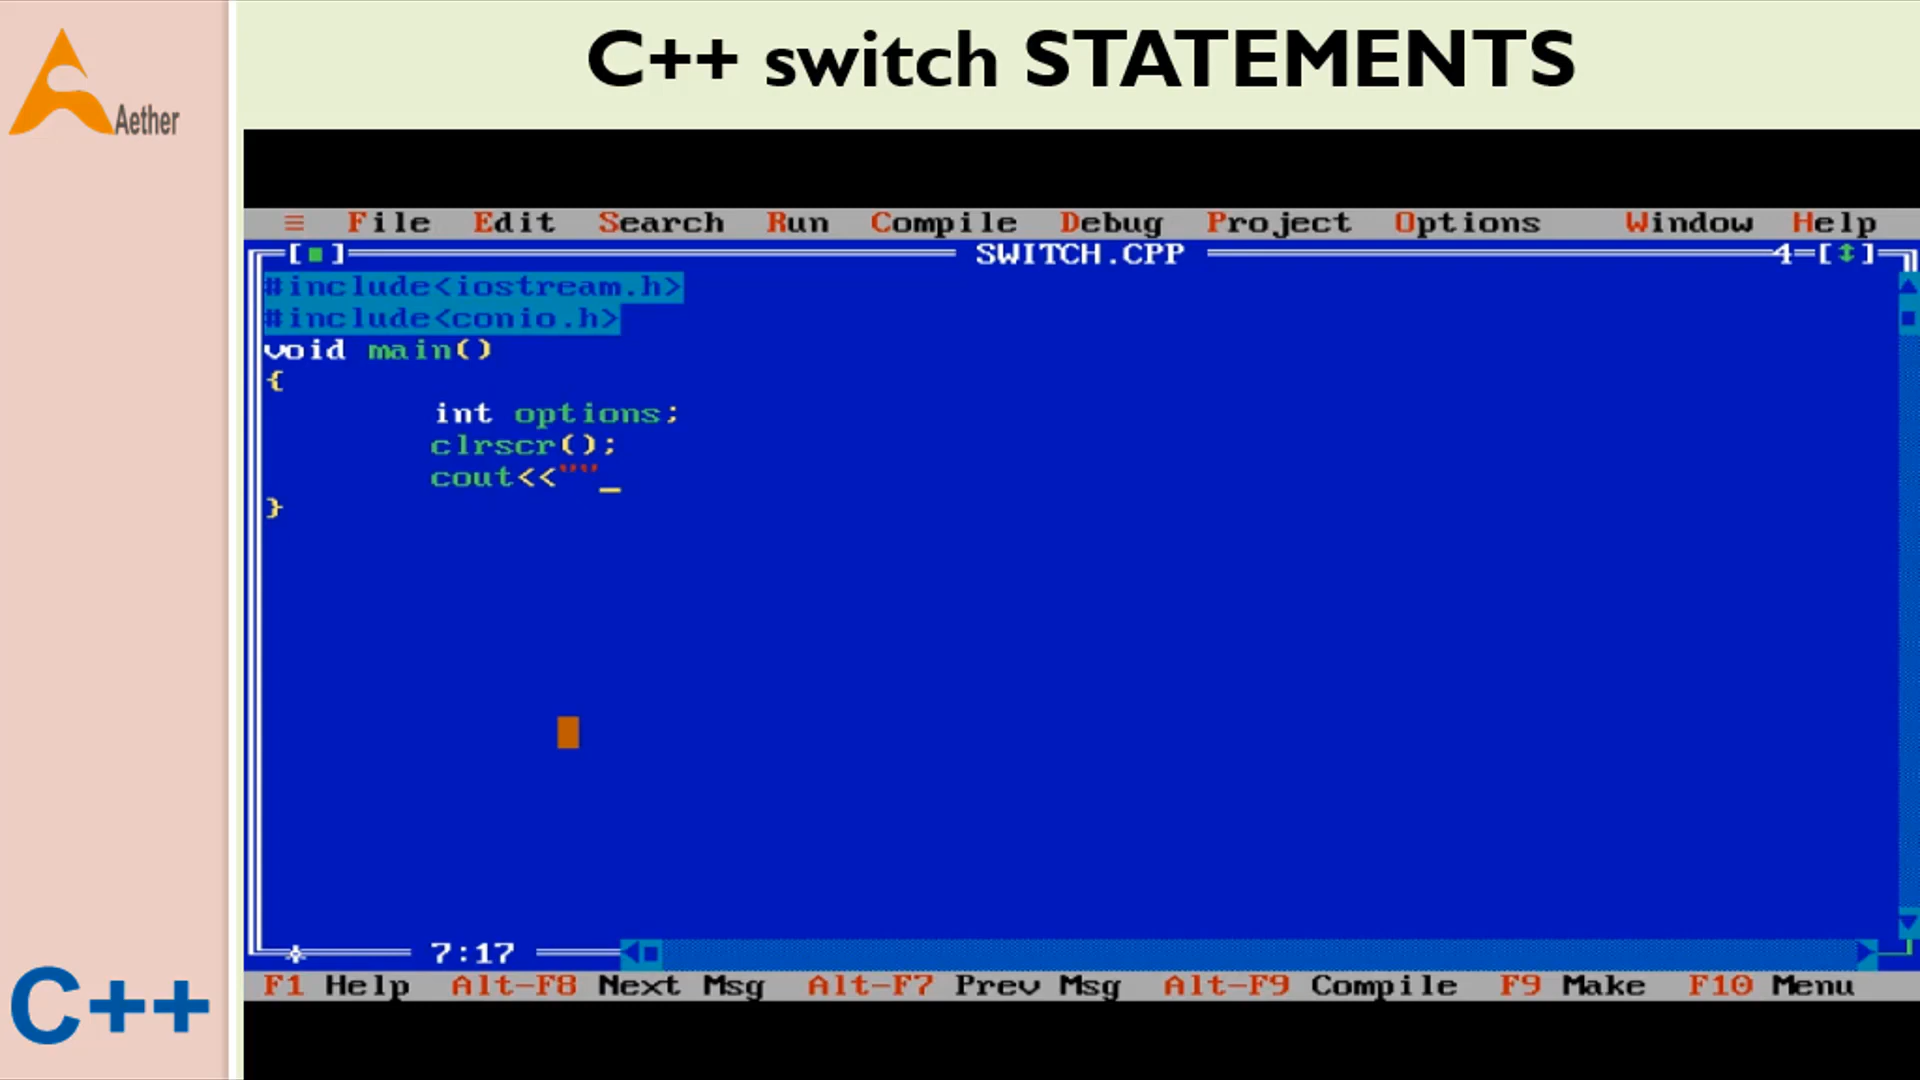 C++ switch STATEMENTS
Aether
≡ File Edit Search Run Compile Debug Project Options Window Help
[■] SWITCH.CPP 4=[↕]
#include<iostream.h>
#include<conio.h>
void main()
{
int options;
clrscr();
cout<<""_
}
7:17
F1 Help Alt-F8 Next Msg Alt-F7 Prev Msg Alt-F9 Compile F9 Make F10 Menu
C++